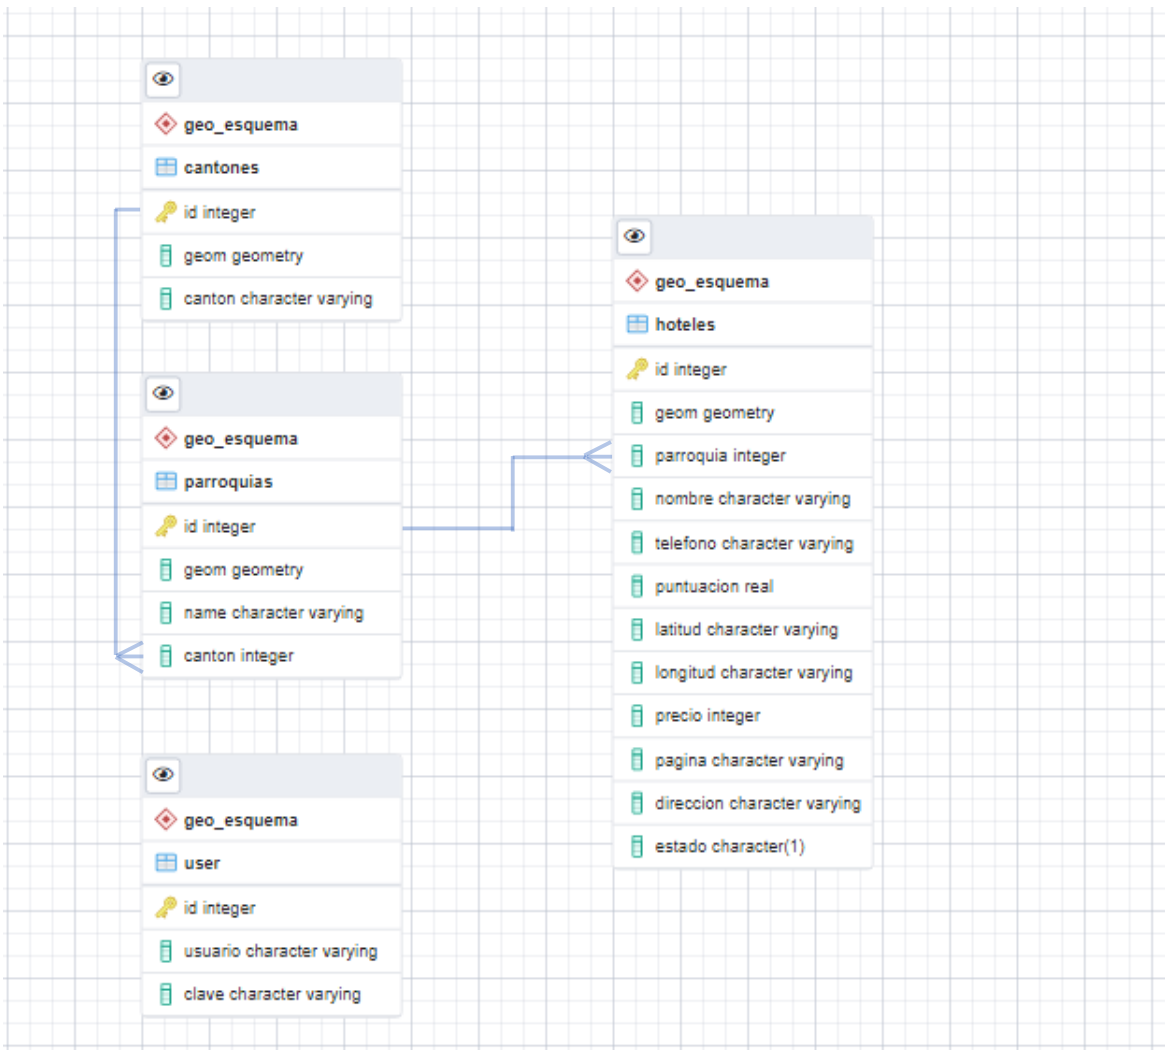 geo_esquema
cantones
id integer
geom geometry
canton character varying
geo_esquema
parroquias
id integer
geom geometry
name character varying
canton integer
geo_esquema
user
id integer
usuario character varying
clave character varying
geo_esquema
hoteles
id integer
geom geometry
parroquia integer
nombre character varying
telefono character varying
puntuacion real
latitud character varying
longitud character varying
precio integer
pagina character varying
direccion character varying
estado character(1)